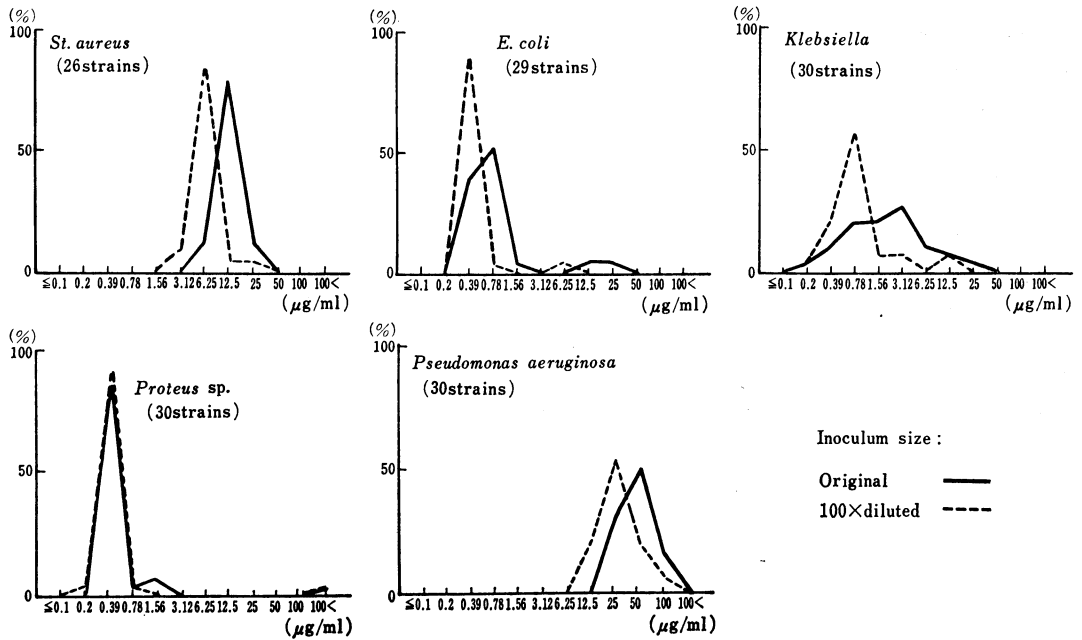 (%)
100
50
0
St. aureus
(26strains)
≦0.1 0.2 0.39 0.78 1.56 3.12 6.25 12.5 25 50 100 100<
(μg/ml)
(%)
100
50
0
E. coli
(29strains)
≦0.1 0.2 0.39 0.78 1.56 3.12 6.25 12.5 25 50 100 100<
(μg/ml)
(%)
100
50
0
Klebsiella
(30strains)
≦0.1 0.2 0.39 0.78 1.56 3.12 6.25 12.5 25 50 100 100<
(μg/ml)
(%)
100
50
0
Proteus sp.
(30strains)
≦0.1 0.2 0.39 0.78 1.56 3.12 6.25 12.5 25 50 100 100<
(μg/ml)
(%)
100
50
0
Pseudomonas aeruginosa
(30strains)
≦0.1 0.2 0.39 0.78 1.56 3.12 6.25 12.5 25 50 100 100<
(μg/ml)
Inoculum size :
Original
100×diluted